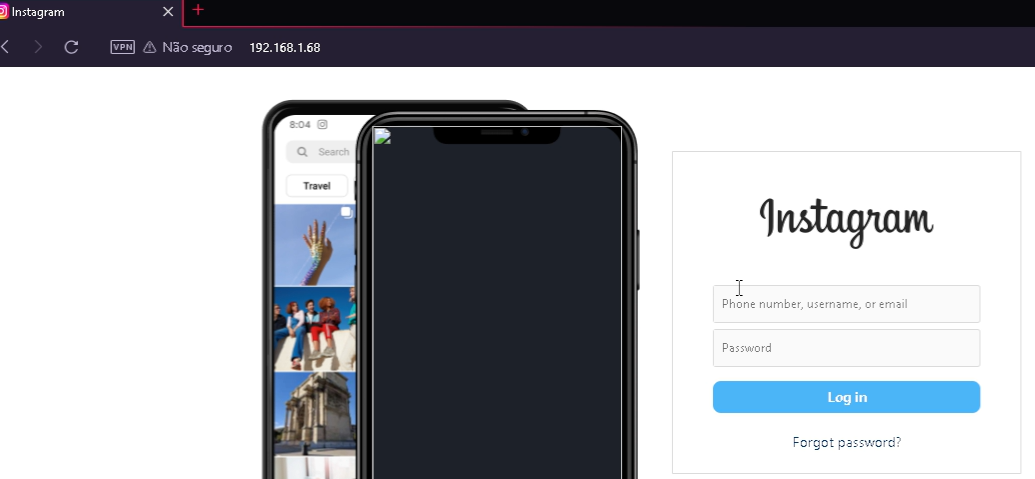 Instagram
VPN Não seguro 192.168.1.68
8:04
Search
Travel
Instagram
Phone number, username, or email
Password
Log in
Forgot password?